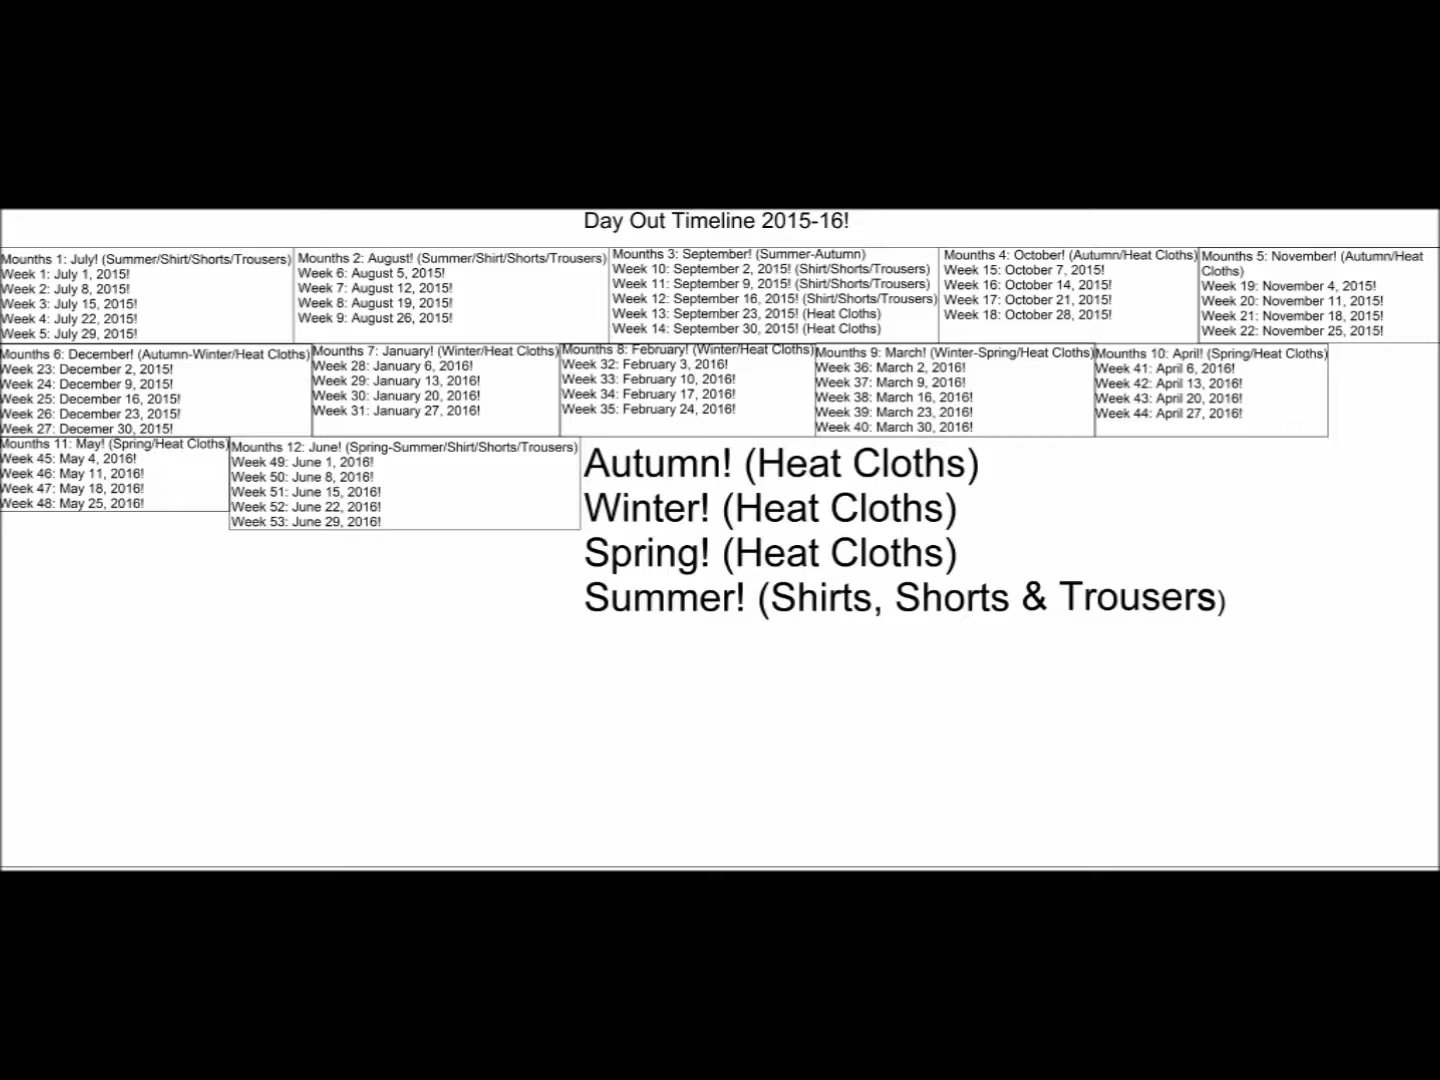 Day Out Timeline 2015-16!
Mounths 1: July! (Summer/Shirt/Shorts/Trousers)
Week 1: July 1, 2015!
Week 2: July 8, 2015!
Week 3: July 15, 2015!
Week 4: July 22, 2015!
Week 5: July 29, 2015!
Mounths 2: August! (Summer/Shirt/Shorts/Trousers)
Week 6: August 5, 2015!
Week 7: August 12, 2015!
Week 8: August 19, 2015!
Week 9: August 26, 2015!
Mounths 3: September! (Summer-Autumn)
Week 10: September 2, 2015! (Shirt/Shorts/Trousers)
Week 11: September 9, 2015! (Shirt/Shorts/Trousers)
Week 12: September 16, 2015! (Shirt/Shorts/Trousers)
Week 13: September 23, 2015! (Heat Cloths)
Week 14: September 30, 2015! (Heat Cloths)
Mounths 4: October! (Autumn/Heat Cloths)
Week 15: October 7, 2015!
Week 16: October 14, 2015!
Week 17: October 21, 2015!
Week 18: October 28, 2015!
Mounths 5: November! (Autumn/Heat
Cloths)
Week 19: November 4, 2015!
Week 20: November 11, 2015!
Week 21: November 18, 2015!
Week 22: November 25, 2015!
Mounths 6: December! (Autumn-Winter/Heat Cloths)
Week 23: December 2, 2015!
Week 24: December 9, 2015!
Week 25: December 16, 2015!
Week 26: December 23, 2015!
Week 27: Decemer 30, 2015!
Mounths 7: January! (Winter/Heat Cloths)
Week 28: January 6, 2016!
Week 29: January 13, 2016!
Week 30: January 20, 2016!
Week 31: January 27, 2016!
Mounths 8: February! (Winter/Heat Cloths)
Week 32: February 3, 2016!
Week 33: February 10, 2016!
Week 34: February 17, 2016!
Week 35: February 24, 2016!
Mounths 9: March! (Winter-Spring/Heat Cloths)
Week 36: March 2, 2016!
Week 37: March 9, 2016!
Week 38: March 16, 2016!
Week 39: March 23, 2016!
Week 40: March 30, 2016!
Mounths 10: April! (Spring/Heat Cloths)
Week 41: April 6, 2016!
Week 42: April 13, 2016!
Week 43: April 20, 2016!
Week 44: April 27, 2016!
Mounths 11: May! (Spring/Heat Cloths)
Week 45: May 4, 2016!
Week 46: May 11, 2016!
Week 47: May 18, 2016!
Week 48: May 25, 2016!
Mounths 12: June! (Spring-Summer/Shirt/Shorts/Trousers)
Week 49: June 1, 2016!
Week 50: June 8, 2016!
Week 51: June 15, 2016!
Week 52: June 22, 2016!
Week 53: June 29, 2016!
Autumn! (Heat Cloths)
Winter! (Heat Cloths)
Spring! (Heat Cloths)
Summer! (Shirts, Shorts & Trousers)